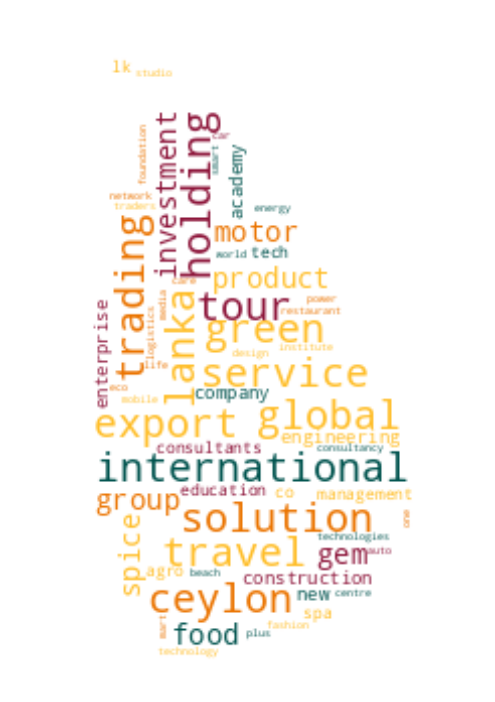 lk
studio
investment
holding
car
smart
foundation
academy
network
traders
energy
trading
motor
world
tech
care
product
lanka
media
tour
power
restaurant
enterprise
logistics
green
design
institute
life
service
eco
mobile
company
export
global
engineering
consultants
consultancy
international
education
co
management
group
solution
one
spice
technologies
travel
gem
auto
agro
beach
construction
ceylon
new
centre
spa
mart
food
plus
fashion
technology